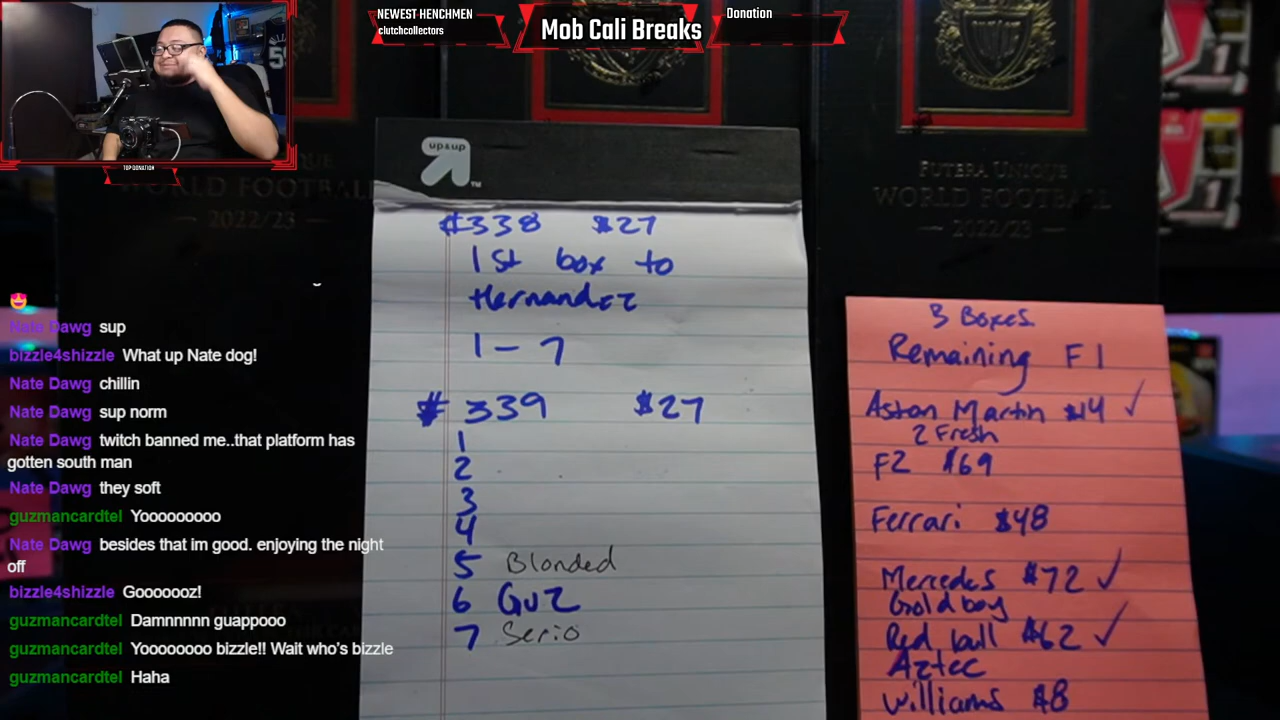 NEWEST HENCHMEN
clutchcollectors
Mob Cali Breaks
Donation
TOP DONATION
WORLD FOOTBALL
2022/23
FUTERA UNIQUE
WORLD FOOTBALL
— 2022/23 —
up&up
#338 $27
1st box to
Hernandez
1 - 7
# 339 $27
1
2
3
4
5 Blonded
6 Guz
7 Serio
3 Boxes
Remaining F1
Aston Martin $14 ✓
2 Fresh
F2 $69
Ferrari $48
Mercedes $72 ✓
Goldboy
Red bull $62 ✓
Aztec
Williams $8
Nate Dawg sup
bizzle4shizzle What up Nate dog!
Nate Dawg chillin
Nate Dawg sup norm
Nate Dawg twitch banned me..that platform has
gotten south man
Nate Dawg they soft
guzmancardtel Yooooooooo
Nate Dawg besides that im good. enjoying the night
off
bizzle4shizzle Gooooooz!
guzmancardtel Damnnnnn guappooo
guzmancardtel Yoooooooo bizzle!! Wait who's bizzle
guzmancardtel Haha